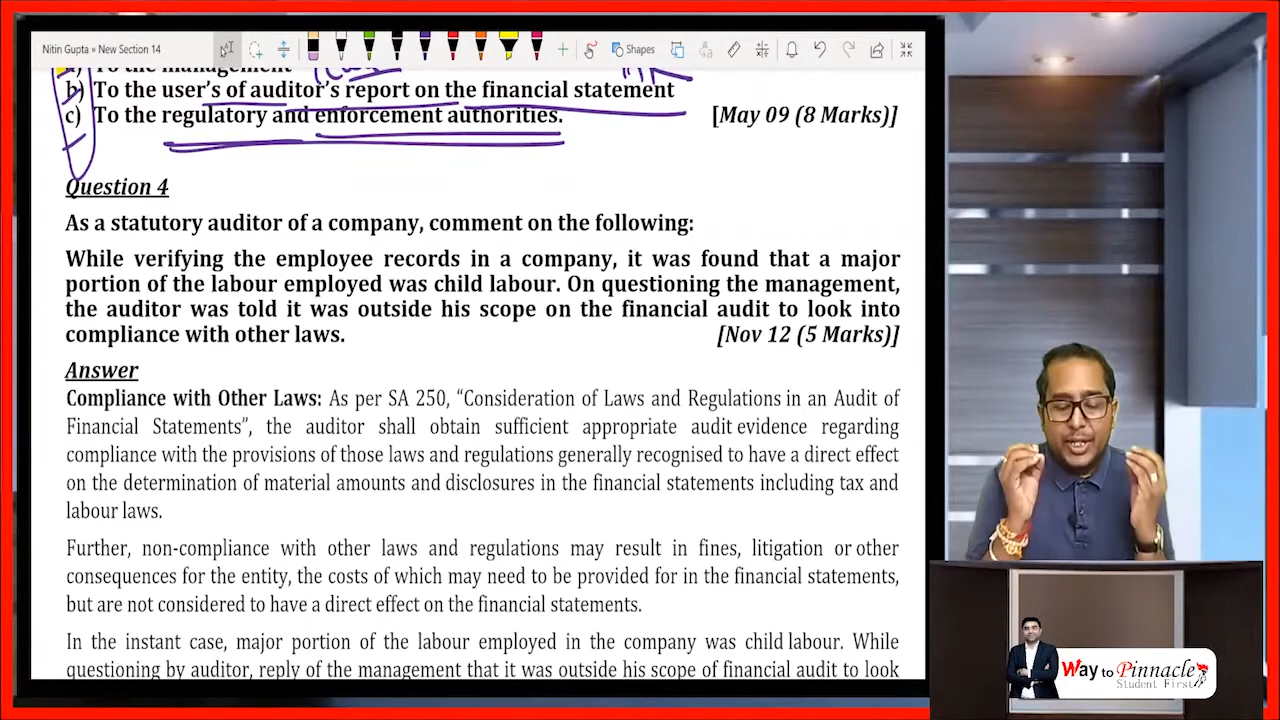 Nitin Gupta » New Section 14
Shapes
a) To the management
b) To the user's of auditor's report on the financial statement
c) To the regulatory and enforcement authorities. [May 09 (8 Marks)]
Question 4
As a statutory auditor of a company, comment on the following:
While verifying the employee records in a company, it was found that a major
portion of the labour employed was child labour. On questioning the management,
the auditor was told it was outside his scope on the financial audit to look into
compliance with other laws. [Nov 12 (5 Marks)]
Answer
Compliance with Other Laws: As per SA 250, “Consideration of Laws and Regulations in an Audit of
Financial Statements”, the auditor shall obtain sufficient appropriate audit evidence regarding
compliance with the provisions of those laws and regulations generally recognised to have a direct effect
on the determination of material amounts and disclosures in the financial statements including tax and
labour laws.
Further, non-compliance with other laws and regulations may result in fines, litigation or other
consequences for the entity, the costs of which may need to be provided for in the financial statements,
but are not considered to have a direct effect on the financial statements.
In the instant case, major portion of the labour employed in the company was child labour. While
questioning by auditor, reply of the management that it was outside his scope of financial audit to look
Way to Pinnacle
Student First